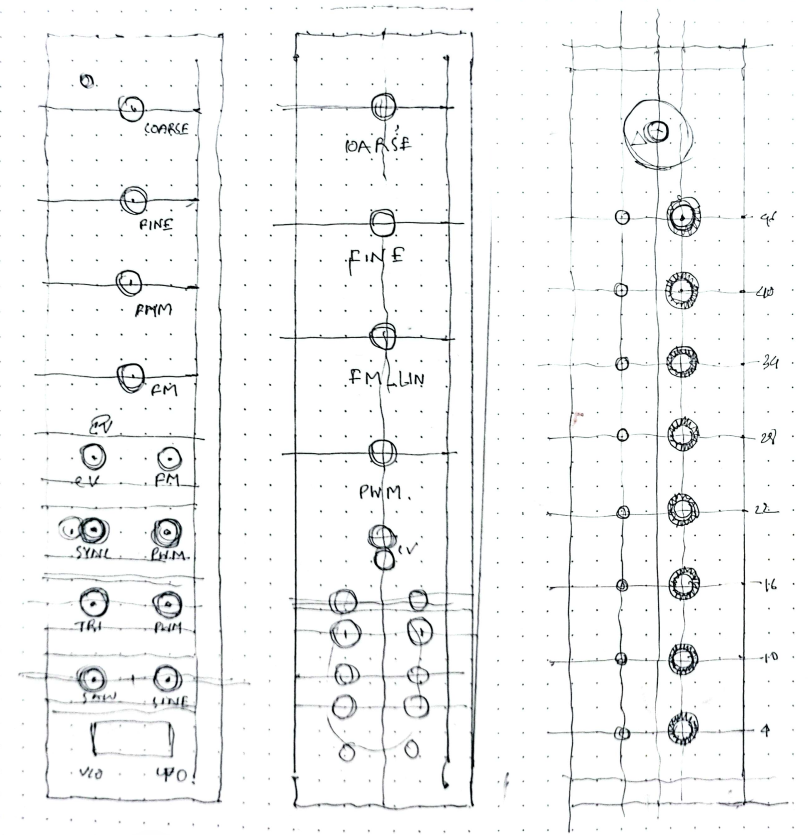 COARSE
FINE
PWM
FM
CV
CV FM
SYNC PWM
TRI PWM
SAW SINE
VCO LFO
COARSE
FINE
FM LIN
PWM.
CV
46
40
34
28
22
16
10
4